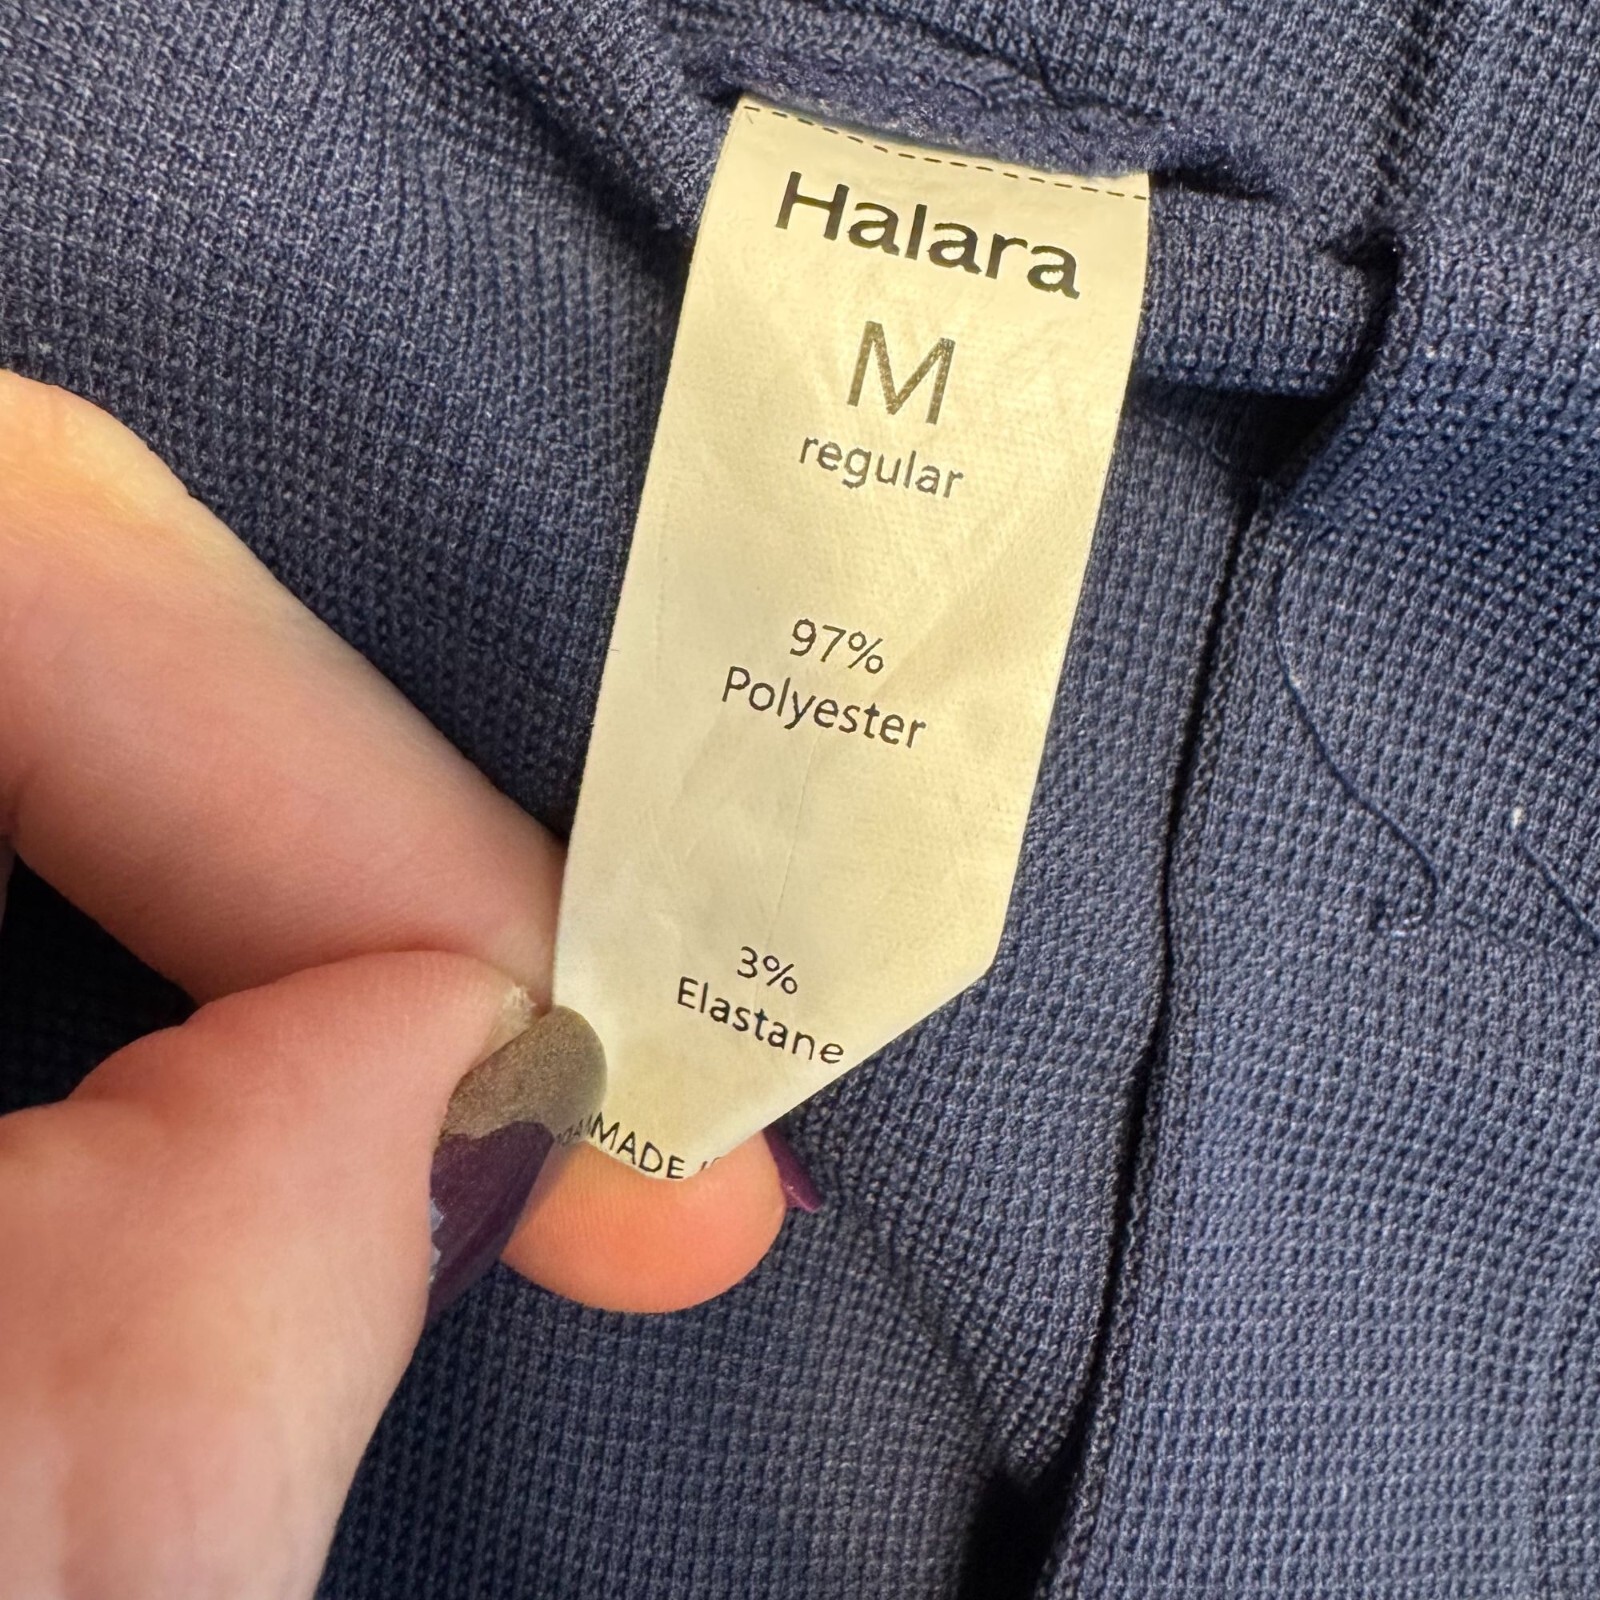 Halara
M
regular
97%
Polyester
3%
Elastane
MADE